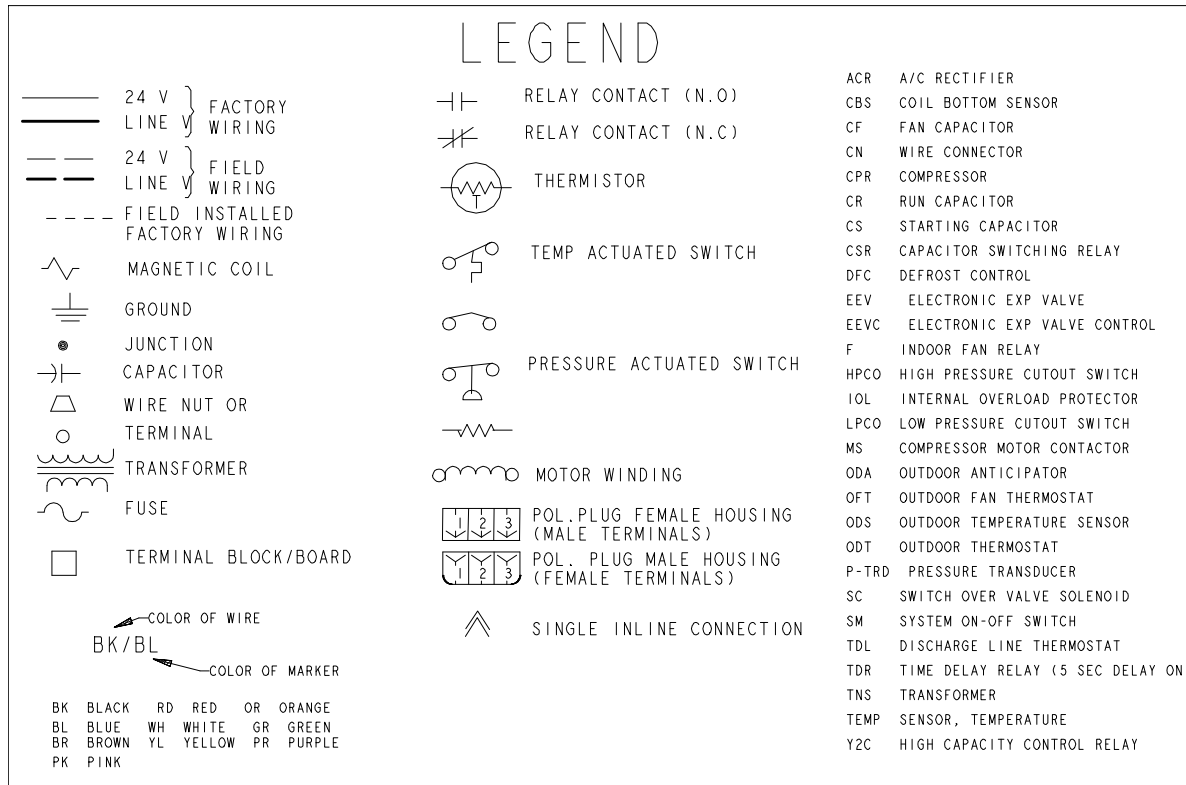 LEGEND
24 V
LINE V
FACTORY
WIRING
24 V
LINE V
FIELD
WIRING
FIELD INSTALLED
FACTORY WIRING
MAGNETIC COIL
GROUND
JUNCTION
CAPACITOR
WIRE NUT OR
TERMINAL
TRANSFORMER
FUSE
TERMINAL BLOCK/BOARD
COLOR OF WIRE
BK/BL
COLOR OF MARKER
BK BLACK RD RED OR ORANGE
BL BLUE WH WHITE GR GREEN
BR BROWN YL YELLOW PR PURPLE
PK PINK
RELAY CONTACT (N.O)
RELAY CONTACT (N.C)
THERMISTOR
T
TEMP ACTUATED SWITCH
PRESSURE ACTUATED SWITCH
MOTOR WINDING
1 2 3
POL.PLUG FEMALE HOUSING
(MALE TERMINALS)
1 2 3
POL. PLUG MALE HOUSING
(FEMALE TERMINALS)
SINGLE INLINE CONNECTION
ACR A/C RECTIFIER
CBS COIL BOTTOM SENSOR
CF FAN CAPACITOR
CN WIRE CONNECTOR
CPR COMPRESSOR
CR RUN CAPACITOR
CS STARTING CAPACITOR
CSR CAPACITOR SWITCHING RELAY
DFC DEFROST CONTROL
EEV ELECTRONIC EXP VALVE
EEVC ELECTRONIC EXP VALVE CONTROL
F INDOOR FAN RELAY
HPCO HIGH PRESSURE CUTOUT SWITCH
IOL INTERNAL OVERLOAD PROTECTOR
LPCO LOW PRESSURE CUTOUT SWITCH
MS COMPRESSOR MOTOR CONTACTOR
ODA OUTDOOR ANTICIPATOR
OFT OUTDOOR FAN THERMOSTAT
ODS OUTDOOR TEMPERATURE SENSOR
ODT OUTDOOR THERMOSTAT
P-TRD PRESSURE TRANSDUCER
SC SWITCH OVER VALVE SOLENOID
SM SYSTEM ON-OFF SWITCH
TDL DISCHARGE LINE THERMOSTAT
TDR TIME DELAY RELAY (5 SEC DELAY ON
TNS TRANSFORMER
TEMP SENSOR, TEMPERATURE
Y2C HIGH CAPACITY CONTROL RELAY